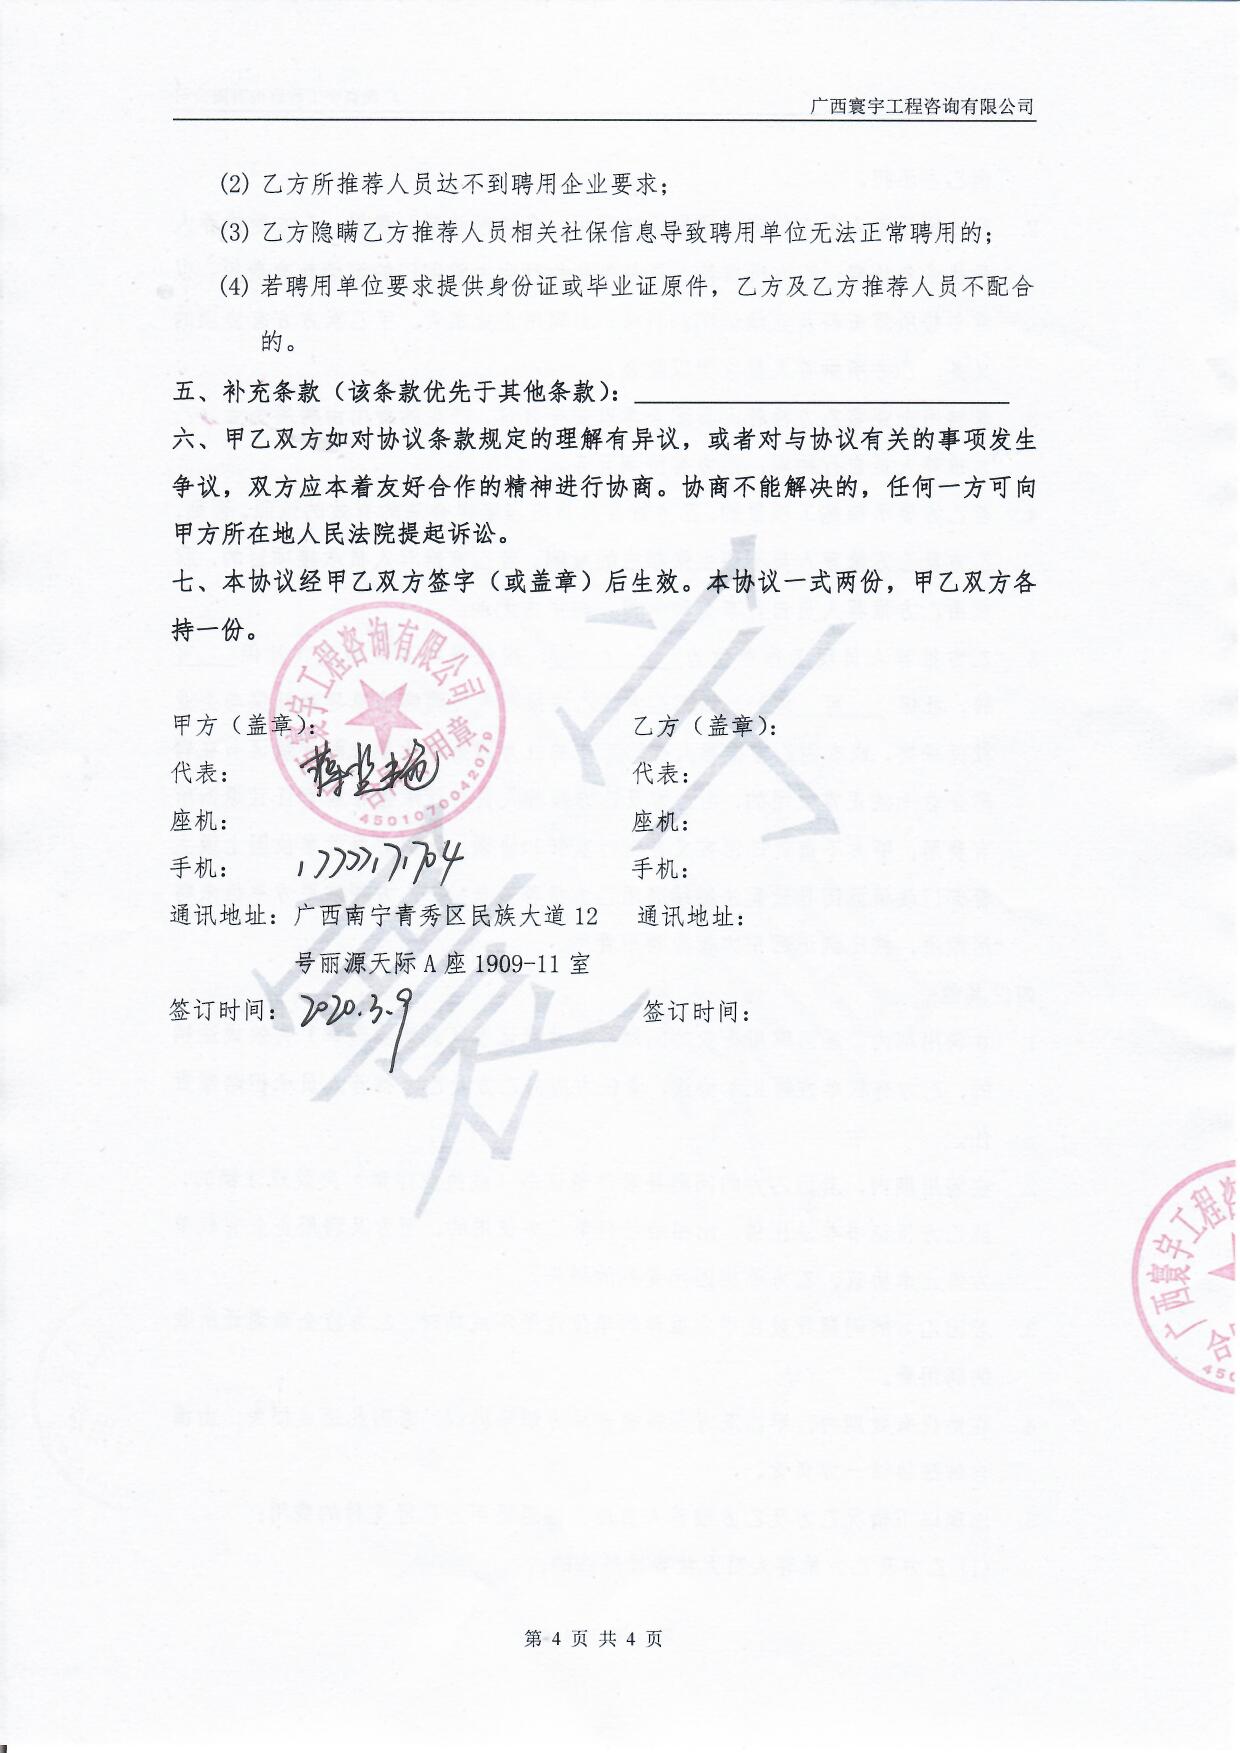 广西寰宇工程咨询有限公司
(2) 乙方所推荐人员达不到聘用企业要求；
(3) 乙方隐瞒乙方推荐人员相关社保信息导致聘用单位无法正常聘用的；
(4) 若聘用单位要求提供身份证或毕业证原件，乙方及乙方推荐人员不配合
的。
五、补充条款（该条款优先于其他条款）：
六、甲乙双方如对协议条款规定的理解有异议，或者对与协议有关的事项发生
争议，双方应本着友好合作的精神进行协商。协商不能解决的，任何一方可向
甲方所在地人民法院提起诉讼。
七、本协议经甲乙双方签字（或盖章）后生效。本协议一式两份，甲乙双方各
持一份。
甲方（盖章）：
代表：
座机：
手机： 17777171704
通讯地址：广西南宁青秀区民族大道 12
号丽源天际 A 座 1909-11 室
签订时间：2020.3.9
乙方（盖章）：
代表：
座机：
手机：
通讯地址：
签订时间：
广西寰宇工程咨询有限公司
合同专用章
4501070042079
广西寰宇工程咨
合
450
寰宇
第 4 页 共 4 页